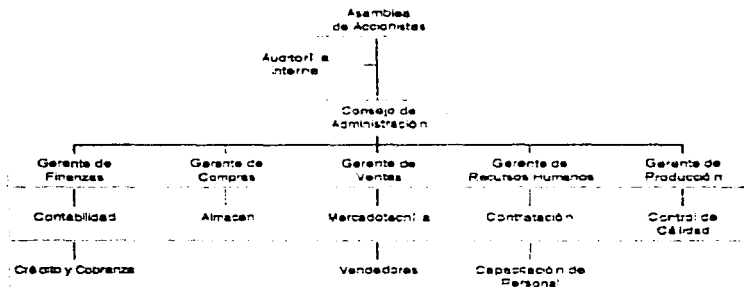 Asamblea
de Accionistas
Auditoría
Interna
Consejo de
Administración
Gerente de
Finanzas
Gerente de
Compras
Gerente de
Ventas
Gerente de
Recursos Humanos
Gerente de
Producción
Contabilidad
Almacén
Mercadotecnia
Contratación
Control de
Cálidad
Crédito y Cobranza
Vendedores
Capacitación de
Personal